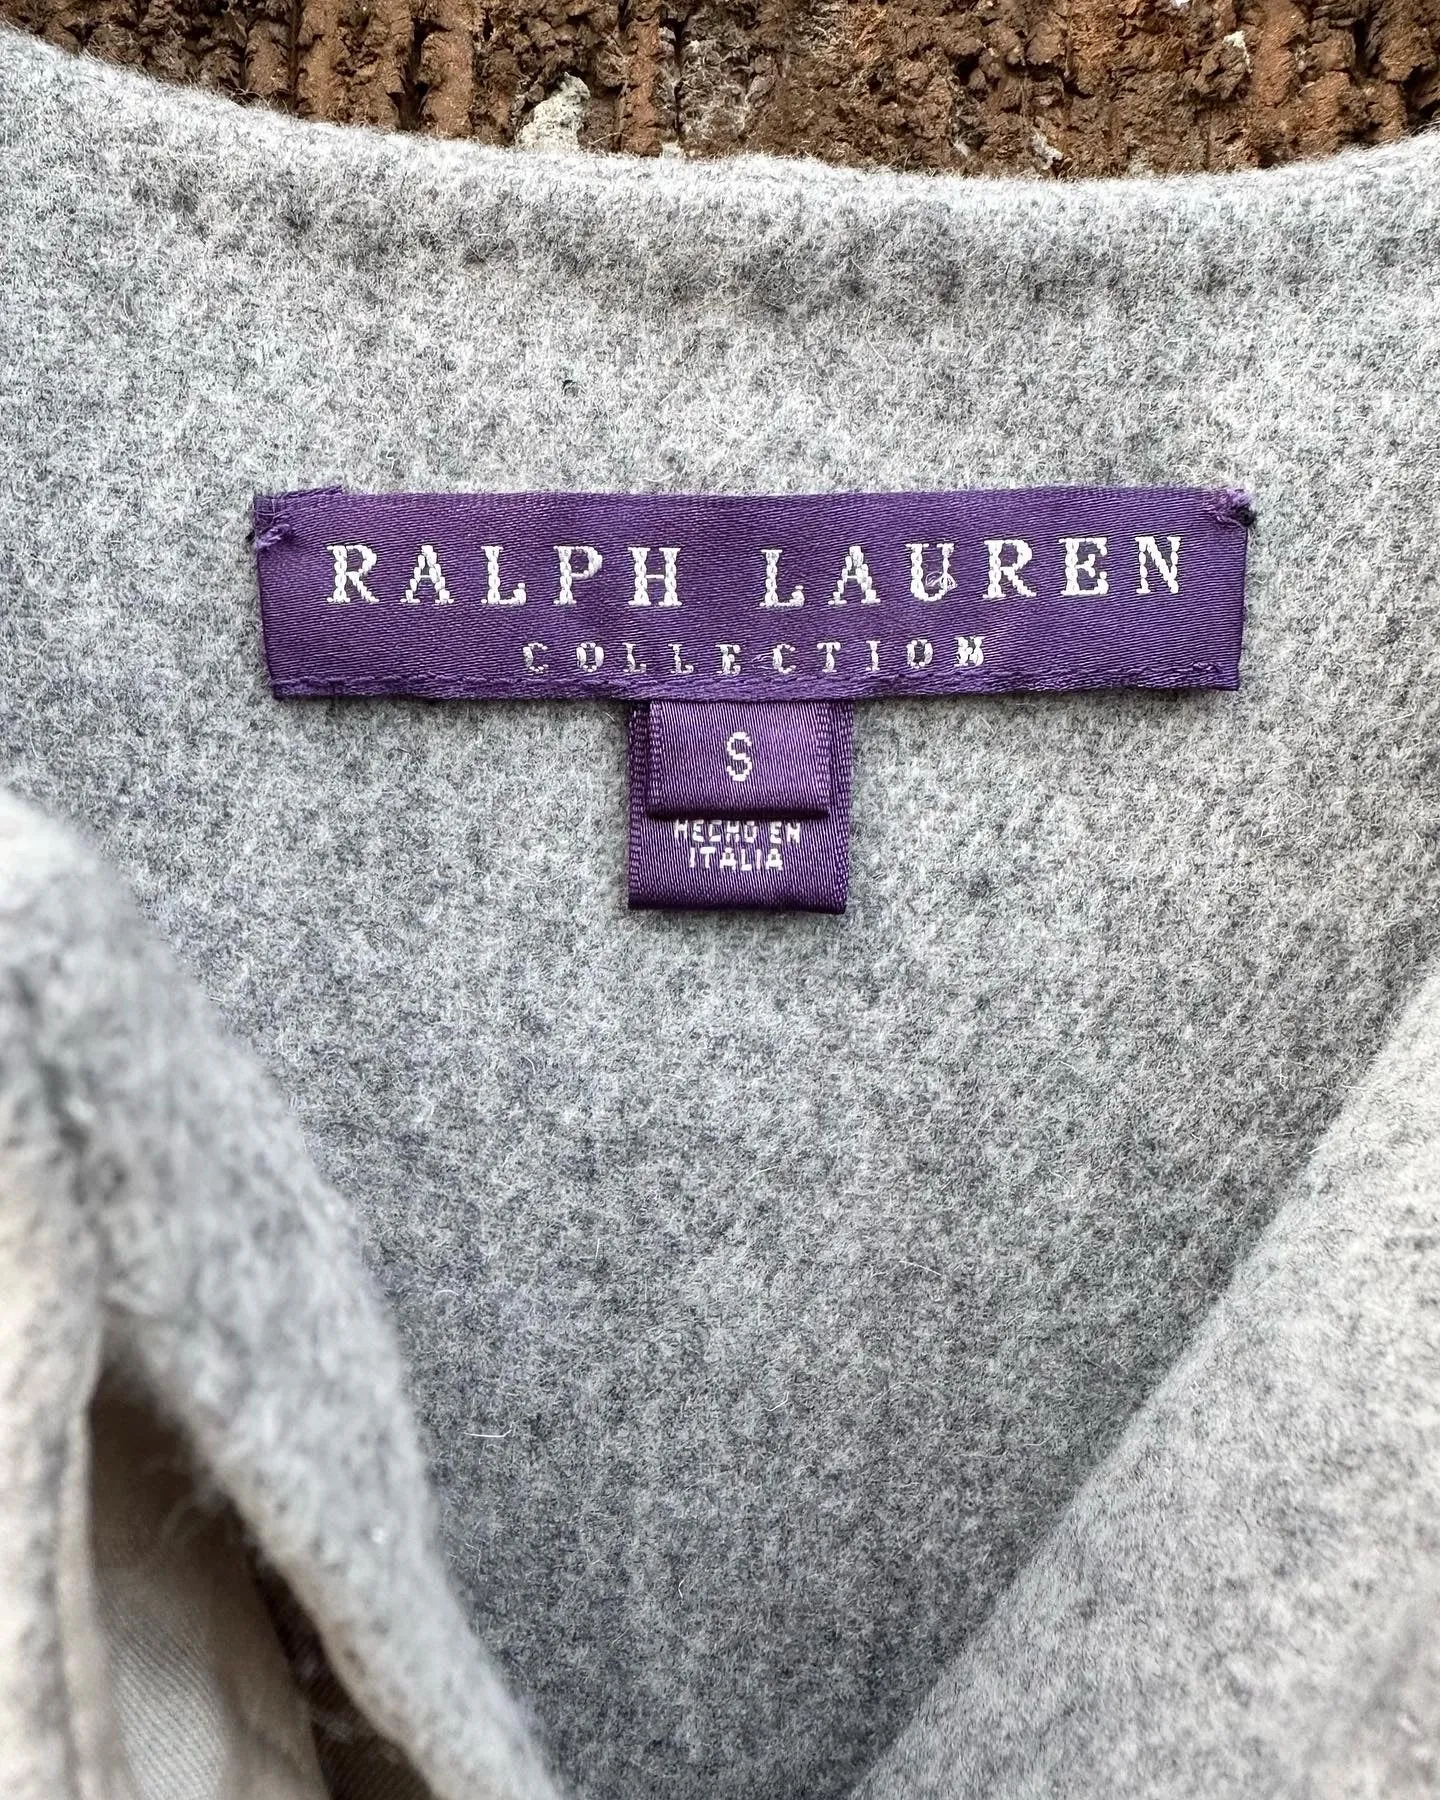 RALPH LAUREN
COLLECTION
S
HECHO EN
ITALIA